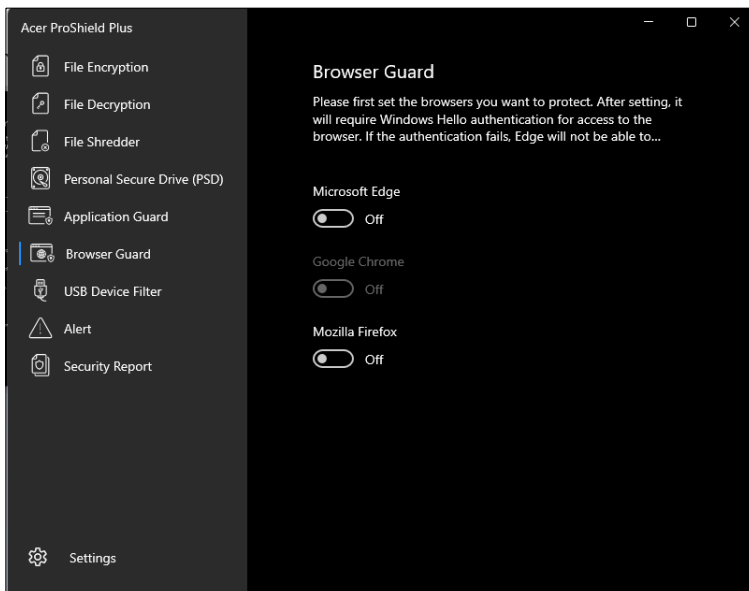 Acer ProShield Plus
File Encryption
File Decryption
File Shredder
Personal Secure Drive (PSD)
Application Guard
Browser Guard
USB Device Filter
Alert
Security Report
Settings
Browser Guard
Please first set the browsers you want to protect. After setting, it
will require Windows Hello authentication for access to the
browser. If the authentication fails, Edge will not be able to...
Microsoft Edge
Off
Google Chrome
Off
Mozilla Firefox
Off